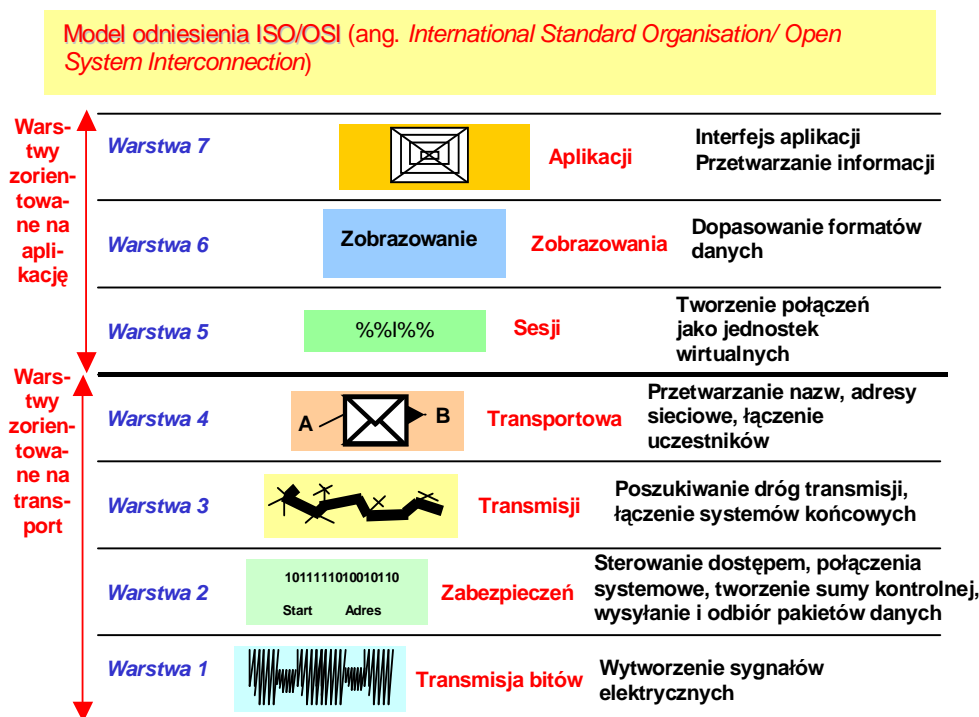 Model odniesienia ISO/OSI (ang. International Standard Organisation/ Open
System Interconnection)
Wars-
twy
zorien-
towa-
ne na
apli-
kację
Warstwa 7
Aplikacji
Interfejs aplikacji
Przetwarzanie informacji
Warstwa 6
Zobrazowanie
Zobrazowania
Dopasowanie formatów
danych
Warstwa 5
%%I%%
Sesji
Tworzenie połączeń
jako jednostek
wirtualnych
Wars-
twy
zorien-
towa-
ne na
trans-
port
Warstwa 4
A
B
Transportowa
Przetwarzanie nazw, adresy
sieciowe, łączenie
uczestników
Warstwa 3
Transmisji
Poszukiwanie dróg transmisji,
łączenie systemów końcowych
Warstwa 2
1011111010010110
Start Adres
Zabezpieczeń
Sterowanie dostępem, połączenia
systemowe, tworzenie sumy kontrolnej,
wysyłanie i odbiór pakietów danych
Warstwa 1
Transmisja bitów
Wytworzenie sygnałów
elektrycznych